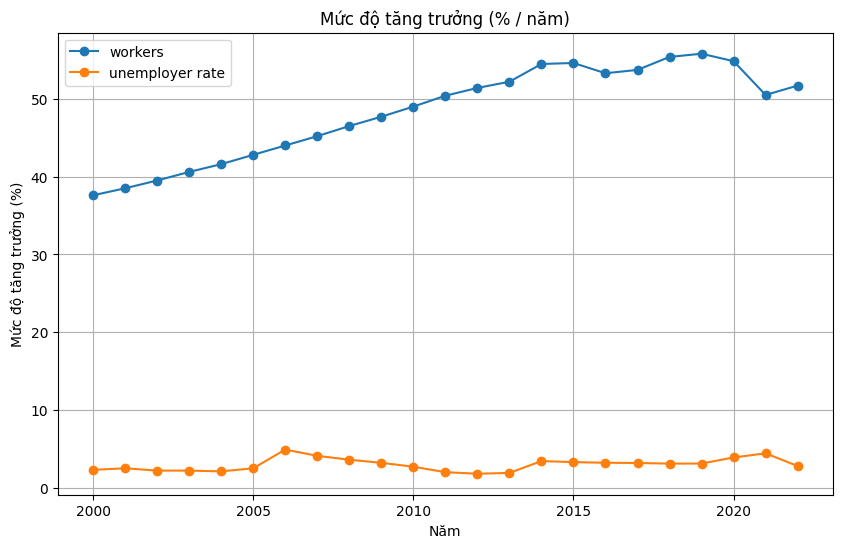 Mức độ tăng trưởng (% / năm)
workers
unemployer rate
Mức độ tăng trưởng (%)
50
40
30
20
10
0
2000
2005
2010
2015
2020
Năm